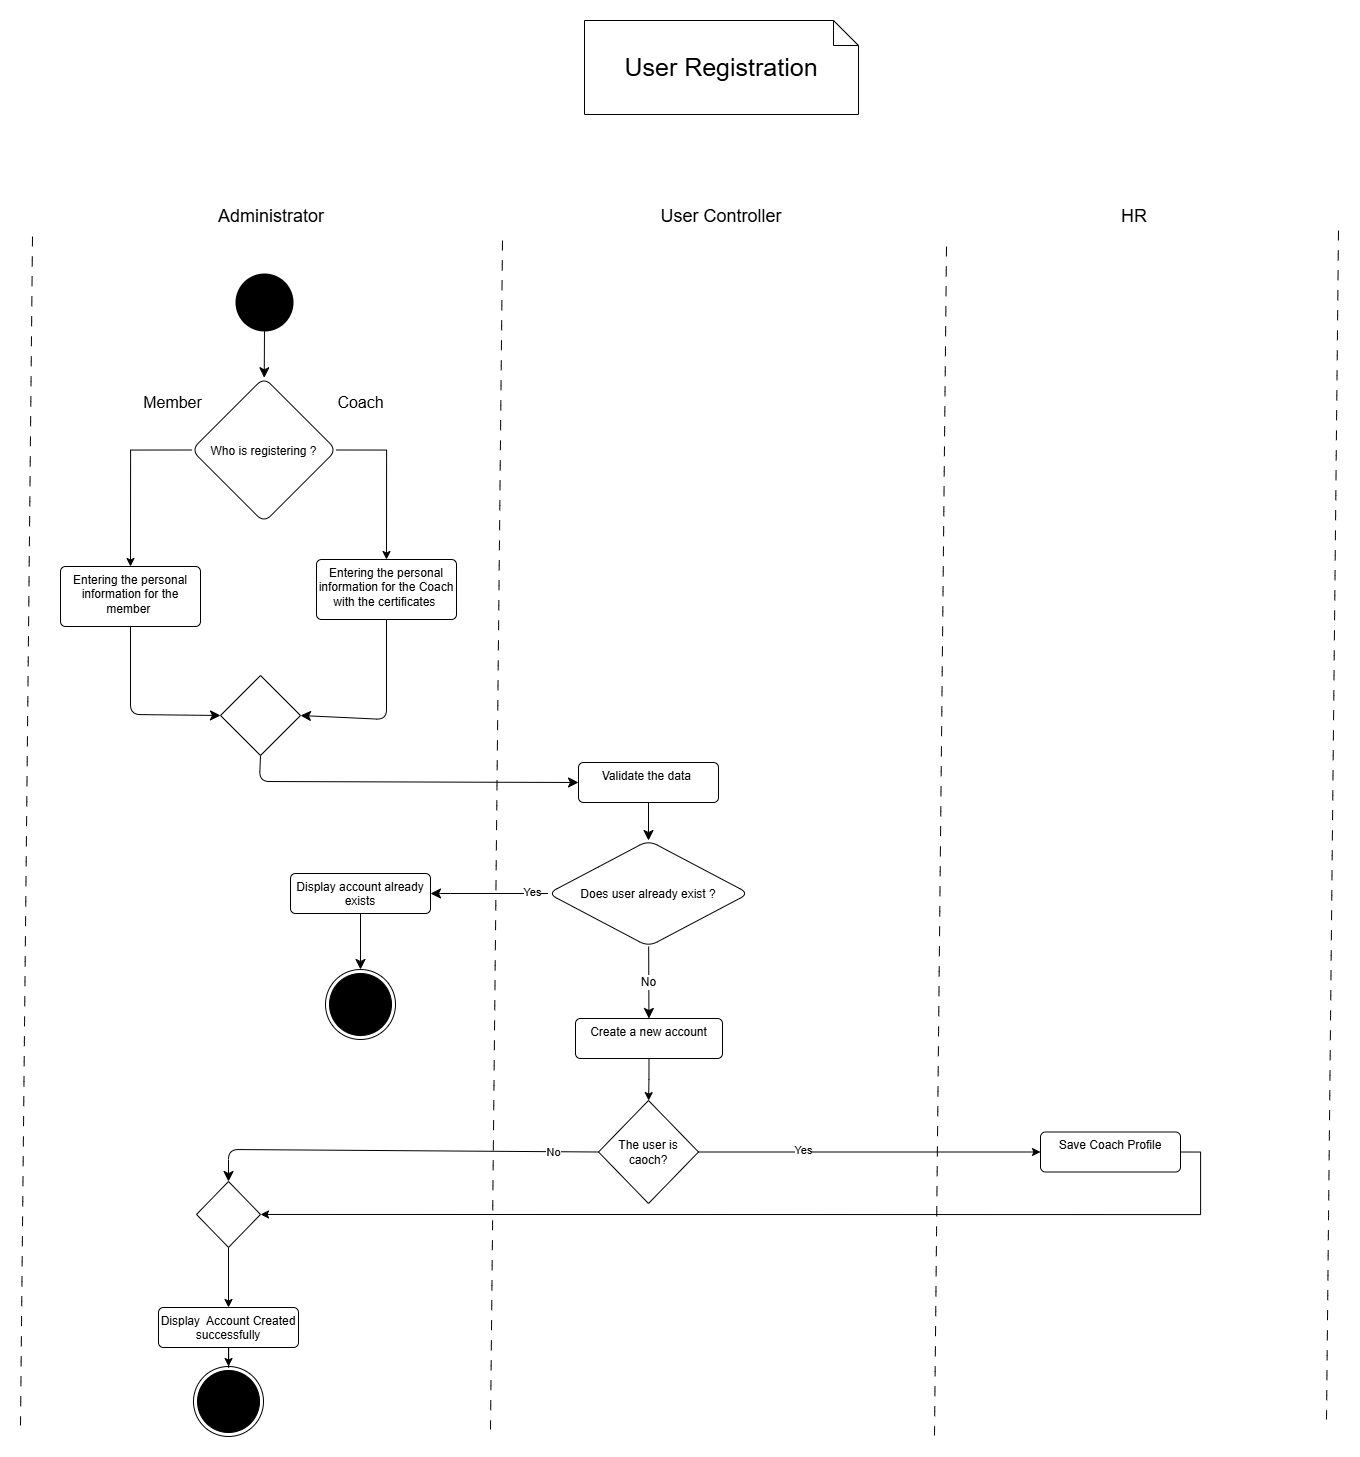 User Registration
Administrator
User Controller
HR
Member
Coach
Who is registering ?
Entering the personal
information for the
member
Entering the personal
information for the Coach
with the certificates
Validate the data
Display account already
exists
Yes
Does user already exist ?
No
Create a new account
The user is
caoch?
No
Yes
Save Coach Profile
Display  Account Created
successfully